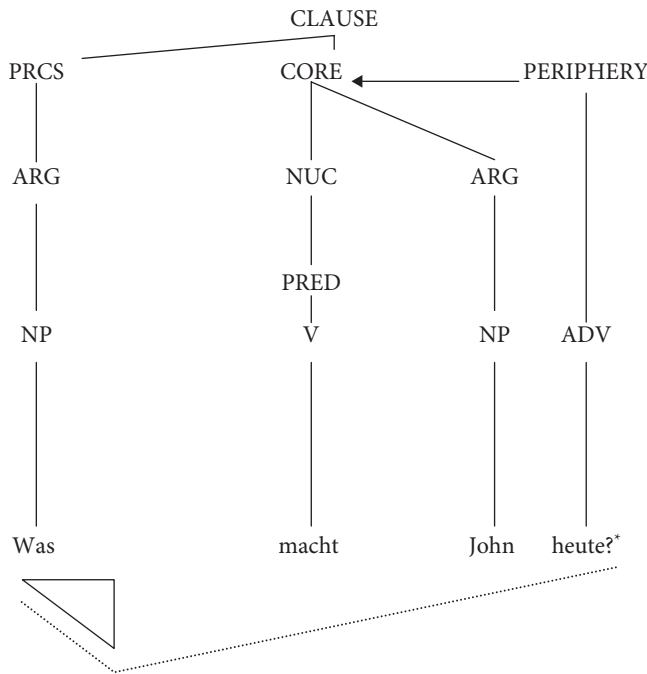 CLAUSE
PRCS CORE PERIPHERY
ARG NUC ARG
PRED
NP V NP ADV
Was macht John heute?*